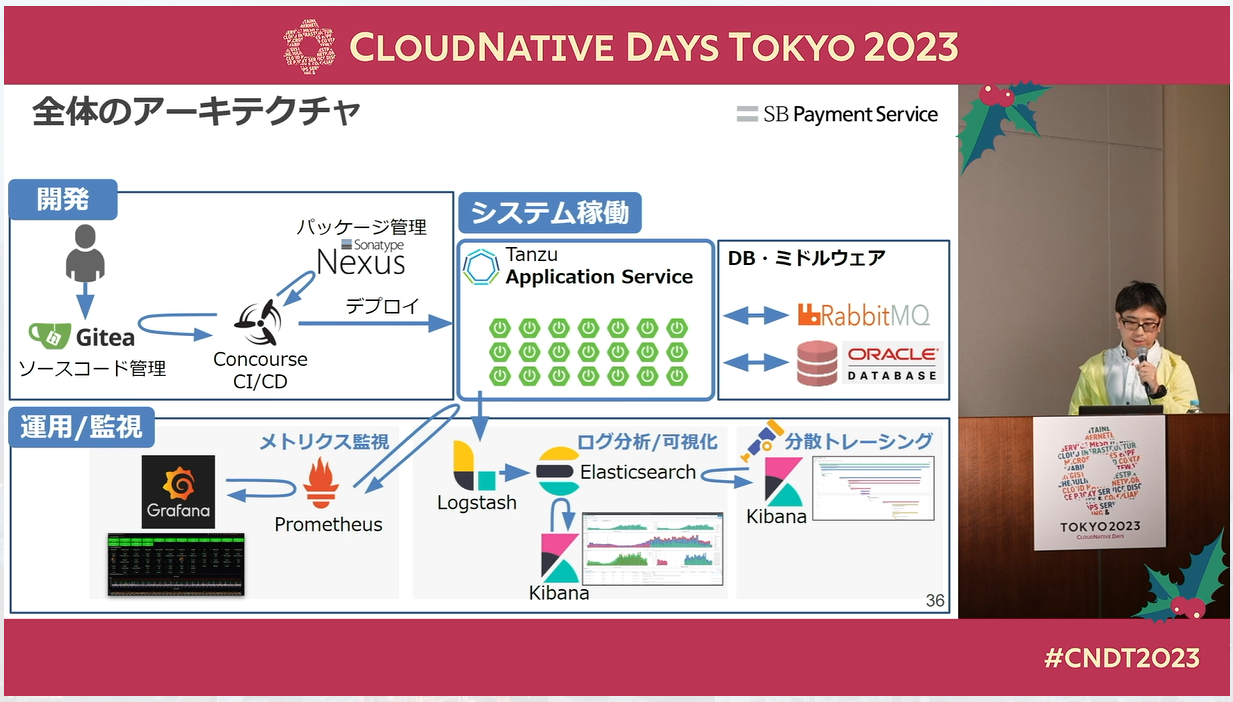 CLOUDNATIVE DAYS TOKYO 2023
全体のアーキテクチャ
SB Payment Service
開発
パッケージ管理
Sonatype
Nexus
デプロイ
Gitea
ソースコード管理
Concourse
CI/CD
システム稼働
Tanzu
Application Service
DB・ミドルウェア
RabbitMQ
ORACLE
DATABASE
運用/監視
メトリクス監視
Grafana
Prometheus
ログ分析/可視化
Logstash
Elasticsearch
Kibana
分散トレーシング
Kibana
36
TOKYO2023
CLOUDNATIVE DAYS
#CNDT2023